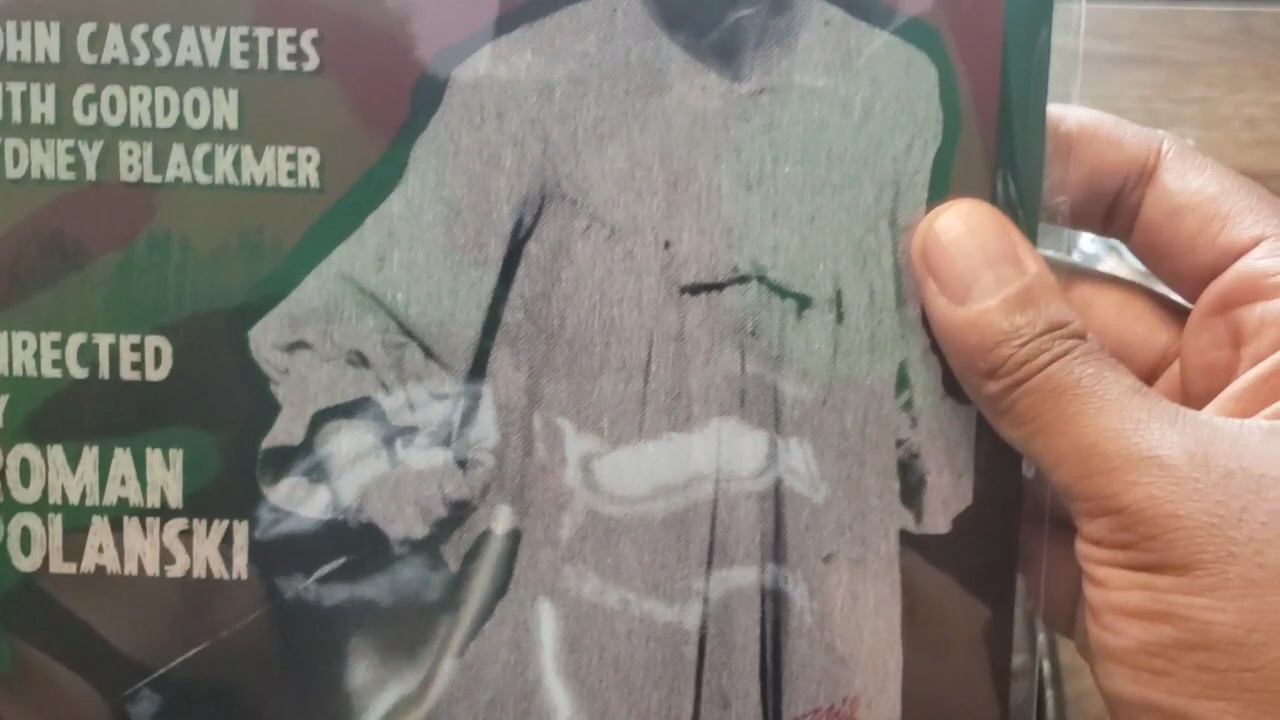 OHN CASSAVETES
UTH GORDON
YDNEY BLACKMER
IRECTED
Y
ROMAN
POLANSKI